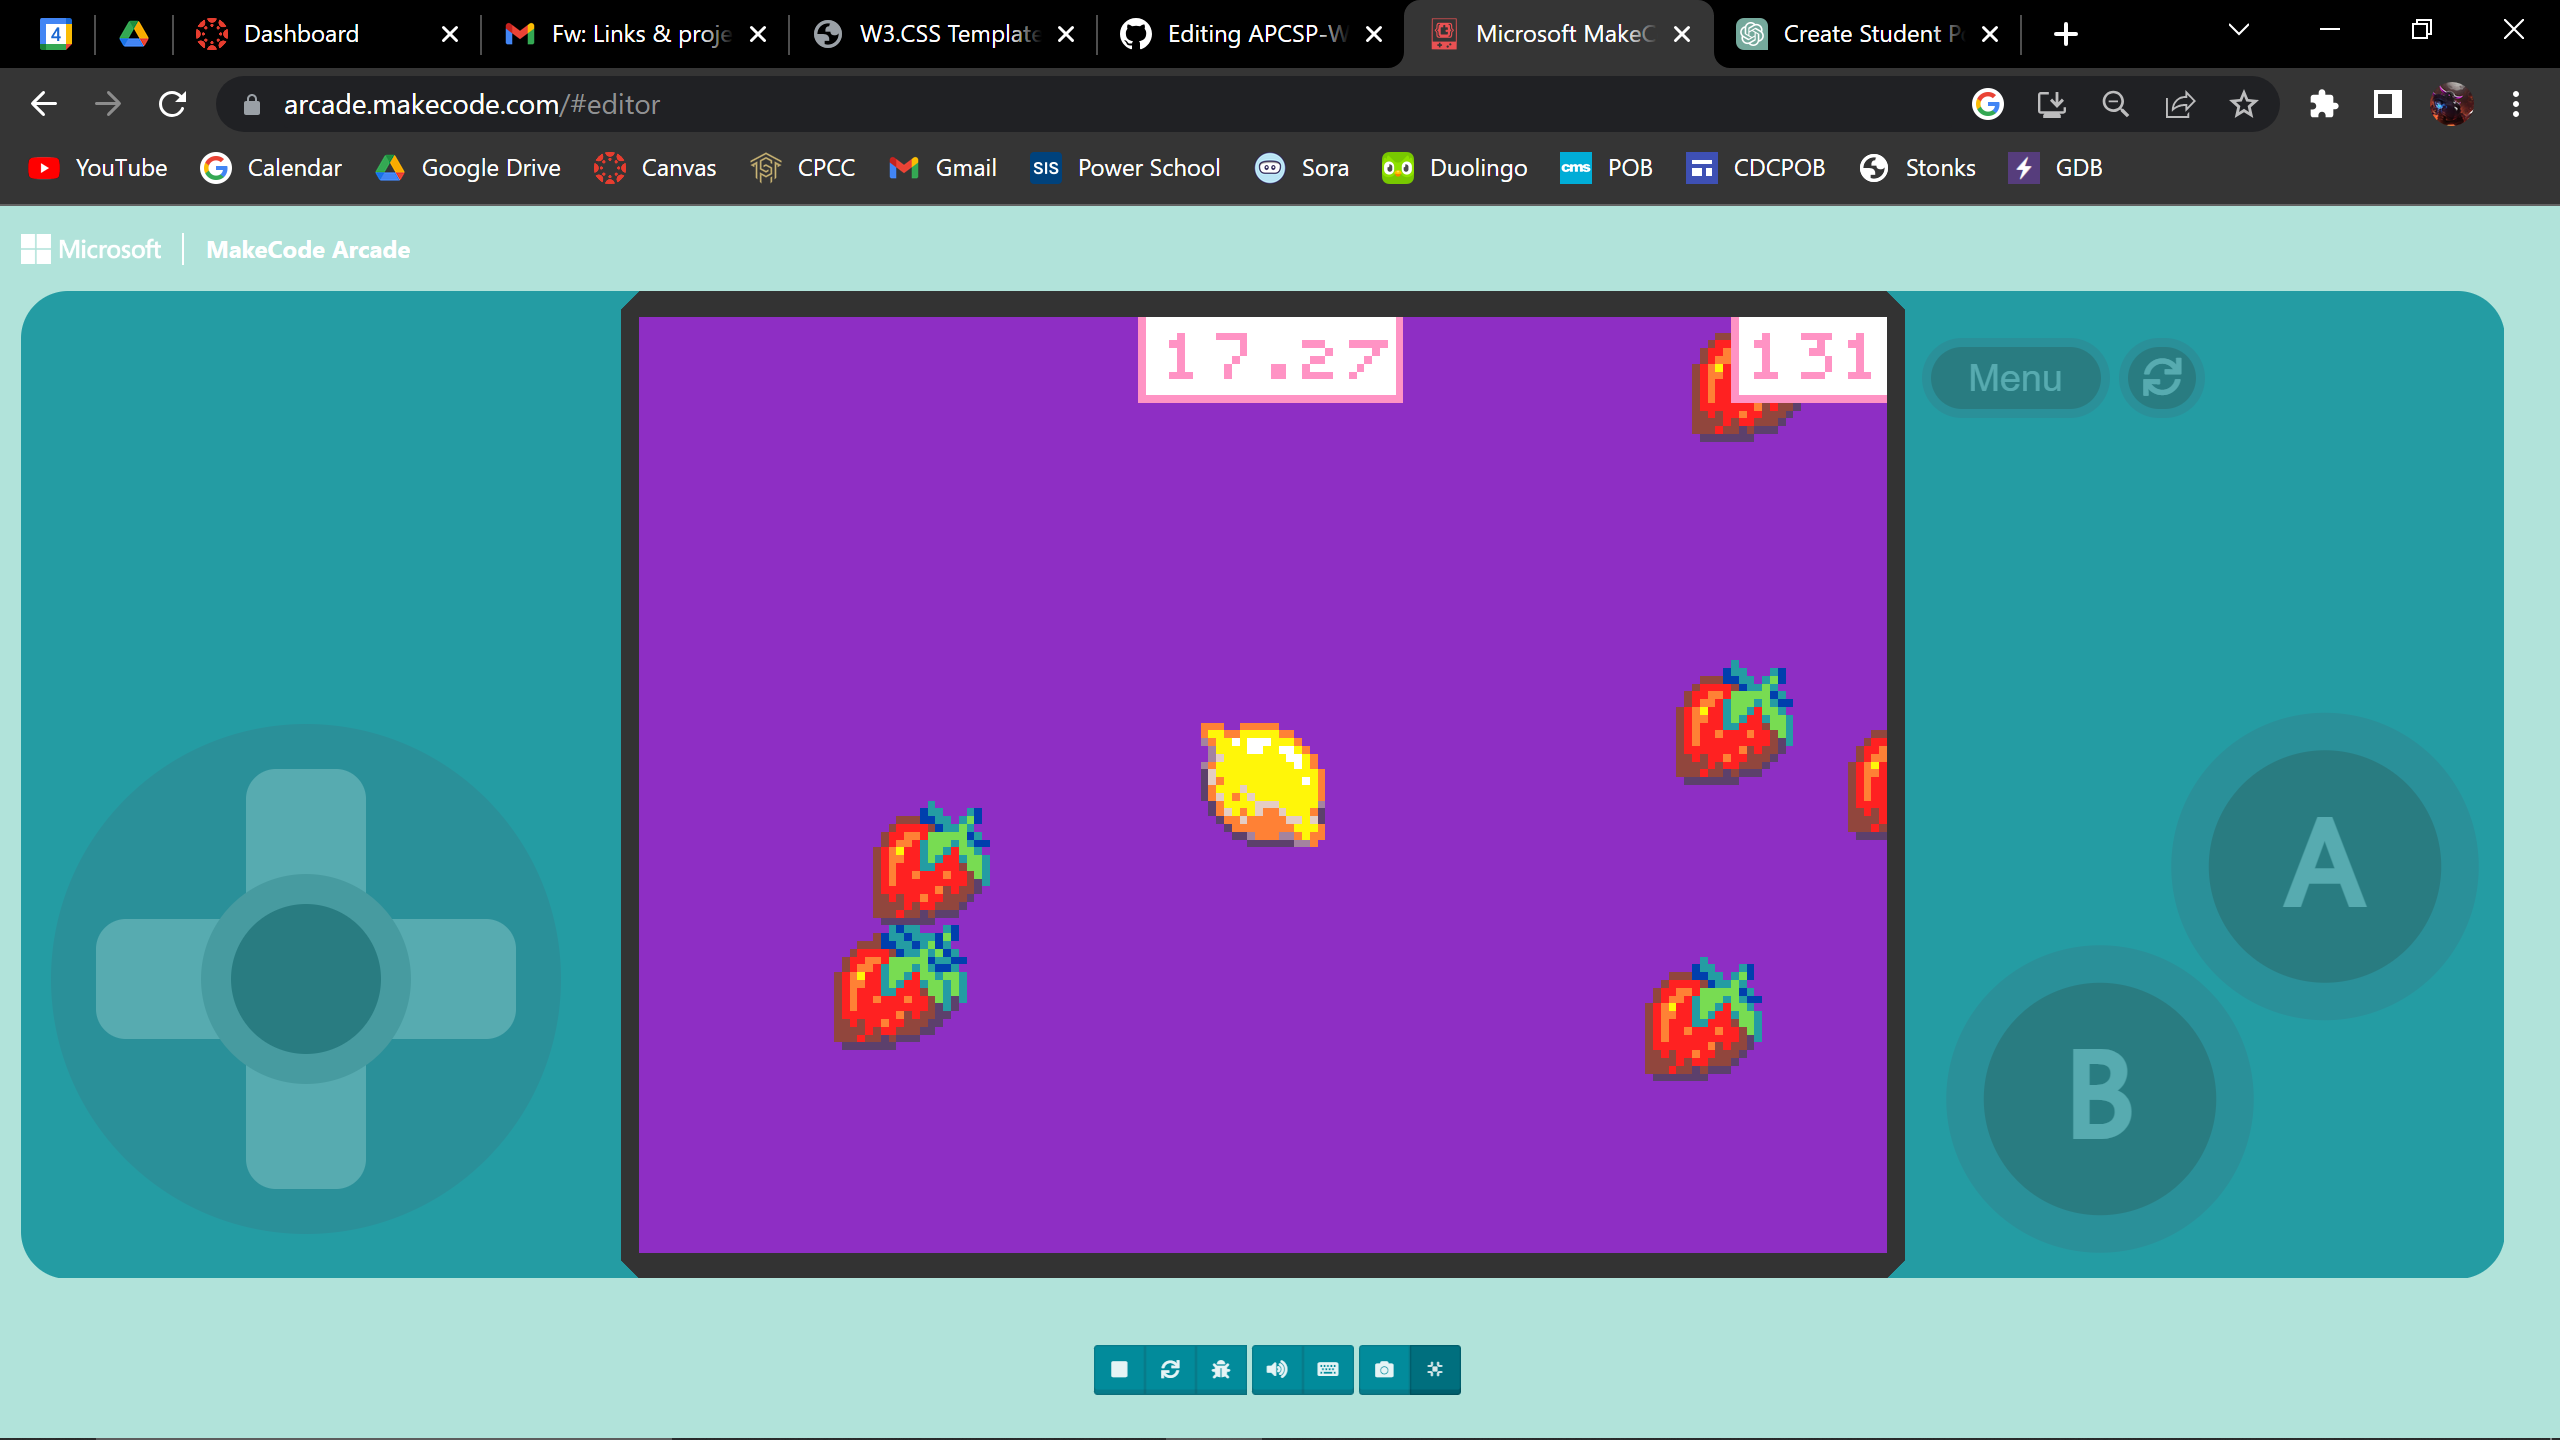 4
Dashboard
Fw: Links & proje
W3.CSS Template
Editing APCSP-W
Microsoft MakeC
Create Student P
arcade.makecode.com/#editor
YouTube
Calendar
Google Drive
Canvas
CPCC
Gmail
SIS Power School
Sora
Duolingo
cms POB
CDCPOB
Stonks
GDB
Microsoft
MakeCode Arcade
17.27
131
Menu
A
B